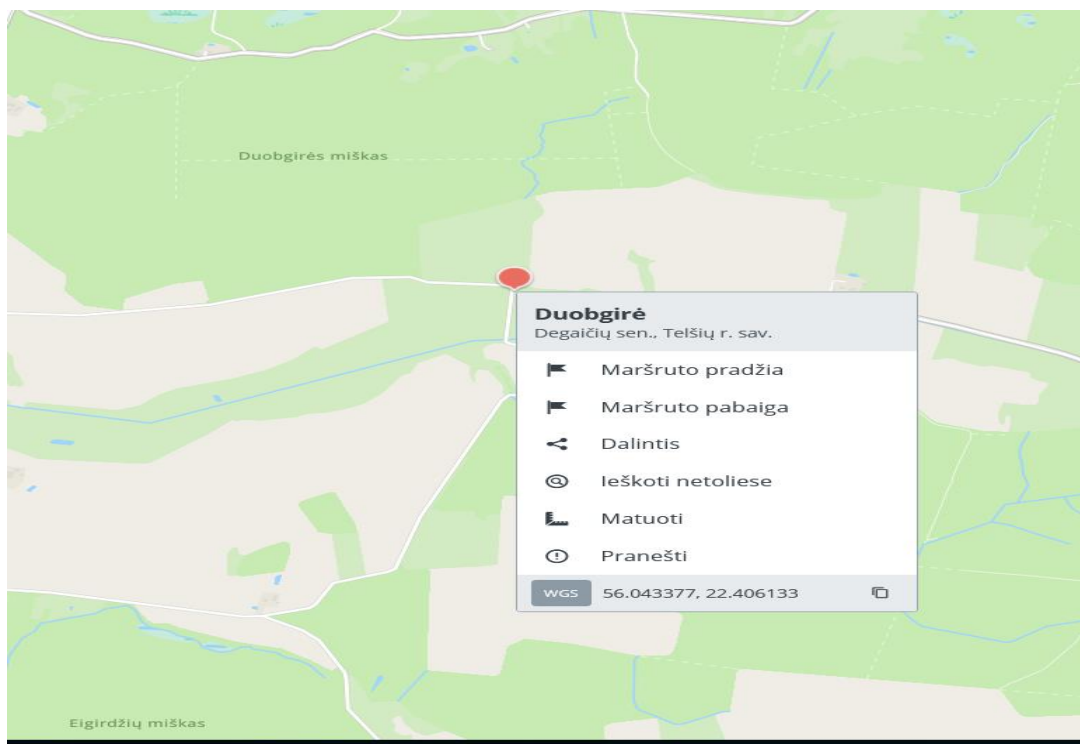 Duobgirės miškas
Duobgirė
Degaičių sen., Telšių r. sav.
Maršruto pradžia
Maršruto pabaiga
Dalintis
Ieškoti netoliese
Matuoti
Pranešti
WGS 56.043377, 22.406133
Eigirdžių miškas